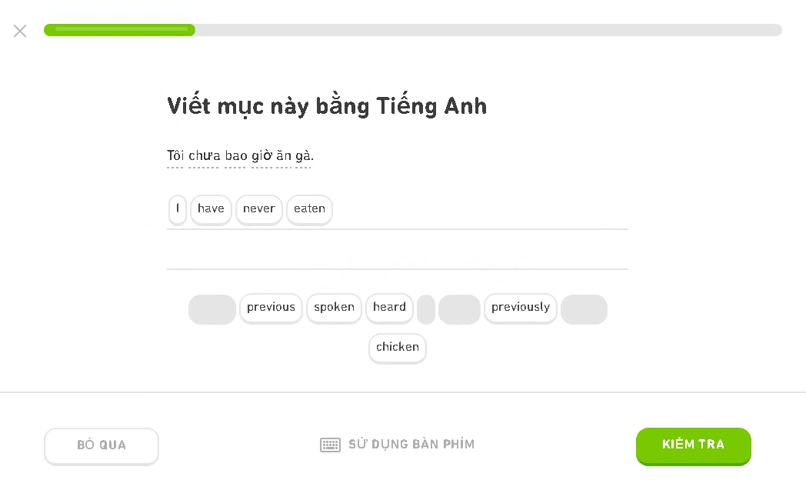 Viết mục này bằng Tiếng Anh
Tôi chưa bao giờ ăn gà.
I have never eaten
previous spoken heard previously
chicken
BỎ QUA
SỬ DỤNG BÀN PHÍM
KIỂM TRA